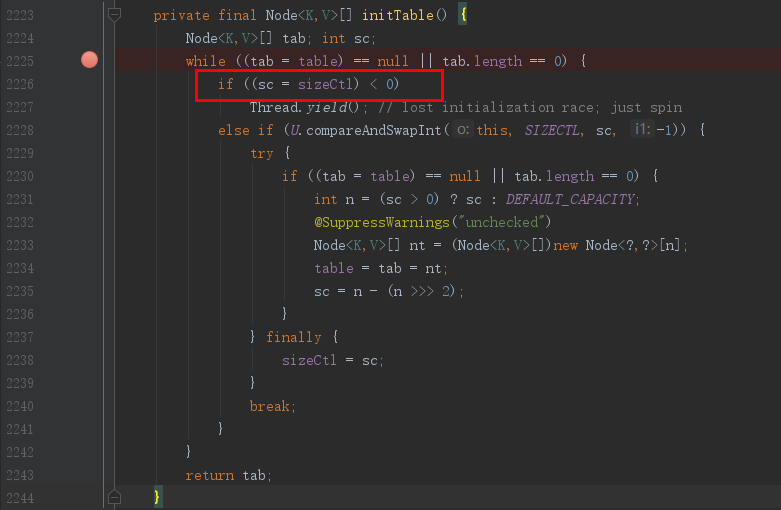 2223 private final Node<K,V>[] initTable() {
2224 Node<K,V>[] tab; int sc;
2225 while ((tab = table) == null || tab.length == 0) {
2226 if ((sc = sizeCtl) < 0)
2227 Thread.yield(); // lost initialization race; just spin
2228 else if (U.compareAndSwapInt( o: this, SIZECTL, sc, i1: -1)) {
2229 try {
2230 if ((tab = table) == null || tab.length == 0) {
2231 int n = (sc > 0) ? sc : DEFAULT_CAPACITY;
2232 @SuppressWarnings("unchecked")
2233 Node<K,V>[] nt = (Node<K,V>[])new Node<?,?>[n];
2234 table = tab = nt;
2235 sc = n - (n >>> 2);
2236 }
2237 } finally {
2238 sizeCtl = sc;
2239 }
2240 break;
2241 }
2242 }
2243 return tab;
2244 }